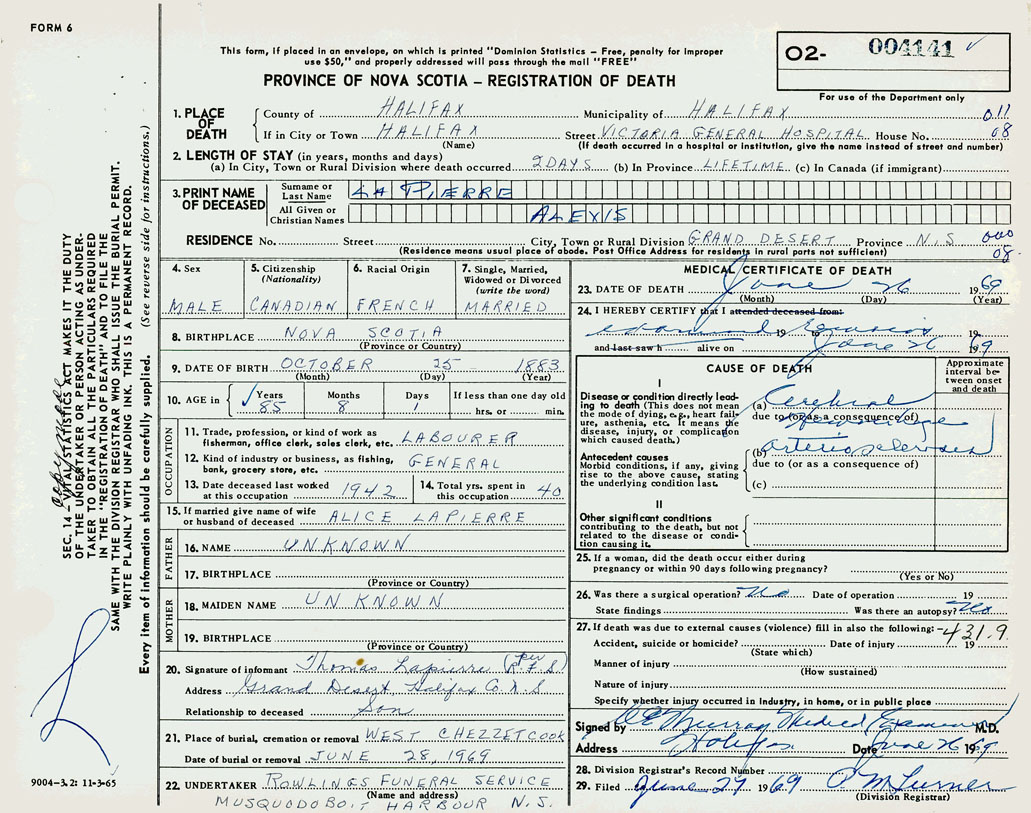 FORM 6
This form, if placed in an envelope, on which is printed "Dominion Statistics – Free, penalty for improper
use $50," and properly addressed will pass through the mail "FREE"
PROVINCE OF NOVA SCOTIA – REGISTRATION OF DEATH
O2- 004141 ✓
For use of the Department only
1. PLACE OF DEATH
County of HALIFAX Municipality of HALIFAX 011
If in City or Town HALIFAX Street VICTORIA GENERAL HOSPITAL House No. 08
(Name) (If death occurred in a hospital or institution, give the name instead of street and number)
2. LENGTH OF STAY (in years, months and days)
(a) In City, Town or Rural Division where death occurred 2 DAYS (b) In Province LIFETIME (c) In Canada (if immigrant)
3. PRINT NAME OF DECEASED
Surname or Last Name LA PIERRE
All Given or Christian Names ALEXIS
RESIDENCE No. Street City, Town or Rural Division GRAND DESERT Province N.S 000
(Residence means usual place of abode. Post Office Address for residents in rural parts not sufficient) 08
4. Sex MALE
5. Citizenship (Nationality) CANADIAN
6. Racial Origin FRENCH
7. Single, Married, Widowed or Divorced (write the word) MARRIED
8. BIRTHPLACE NOVA SCOTIA
(Province or Country)
9. DATE OF BIRTH OCTOBER 25 1883
(Month) (Day) (Year)
10. AGE in ✓ Years 85 Months 8 Days 1 If less than one day old
hrs. or min.
OCCUPATION
11. Trade, profession, or kind of work as
fisherman, office clerk, sales clerk, etc. LABOURER
12. Kind of industry or business, as fishing,
bank, grocery store, etc. GENERAL
13. Date deceased last worked
at this occupation 1942
14. Total yrs. spent in
this occupation 40
15. If married give name of wife
or husband of deceased ALICE LAPIERRE
FATHER
16. NAME UNKNOWN
17. BIRTHPLACE
(Province or Country)
MOTHER
18. MAIDEN NAME UNKNOWN
19. BIRTHPLACE
(Province or Country)
20. Signature of informant Thomas Lapierre (per R.F.S)
Address Grand Desert, Halifax Co. N.S
Relationship to deceased Son
21. Place of burial, cremation or removal WEST CHEZZETCOOK
Date of burial or removal JUNE 28, 1969
22. UNDERTAKER ROWLINGS FUNERAL SERVICE
(Name and address)
MUSQUODOBOIT HARBOUR N.S.
MEDICAL CERTIFICATE OF DEATH
23. DATE OF DEATH June 26 1969
(Month) (Day) (Year)
24. I HEREBY CERTIFY that I attended deceased from:
19
and last saw h alive on June 26 1969
CAUSE OF DEATH
Approximate interval between onset and death
I
Disease or condition directly leading
to death (This does not mean
the mode of dying, e.g., heart failure,
asthenia, etc. It means the
disease, injury, or complication
which caused death.)
(a) Cerebral
due to (or as a consequence of)
Antecedent causes
Morbid conditions, if any, giving
rise to the above cause, stating
the underlying condition last.
(b) arteriosclerosis
due to (or as a consequence of)
(c)
II
Other significant conditions
contributing to the death, but not
related to the disease or condition
causing it.
25. If a woman, did the death occur either during
pregnancy or within 90 days following pregnancy?
(Yes or No)
26. Was there a surgical operation? No Date of operation 19
State findings Was there an autopsy? No
27. If death was due to external causes (violence) fill in also the following: -431.9
Accident, suicide or homicide? Date of injury 19
(State which)
Manner of injury
(How sustained)
Nature of injury
Specify whether injury occurred in Industry, in home, or in public place
Signed by Murray Medical Examiner M.D.
Address Halifax Date June 26 1969
28. Division Registrar's Record Number
29. Filed June 27 1969 P M Turner
(Division Registrar)
SEC. 14 – VITAL STATISTICS ACT MAKES IT THE DUTY
OF THE UNDERTAKER OR PERSON ACTING AS UNDERTAKER
TO OBTAIN ALL THE PARTICULARS REQUIRED
IN THE "REGISTRATION OF DEATH" AND TO FILE THE
SAME WITH THE DIVISION REGISTRAR WHO SHALL ISSUE THE BURIAL PERMIT.
WRITE PLAINLY WITH UNFADING INK. THIS IS A PERMANENT RECORD.
Every item of information should be carefully supplied. (See reverse side for instructions.)
9004-3.2: 11-3-65